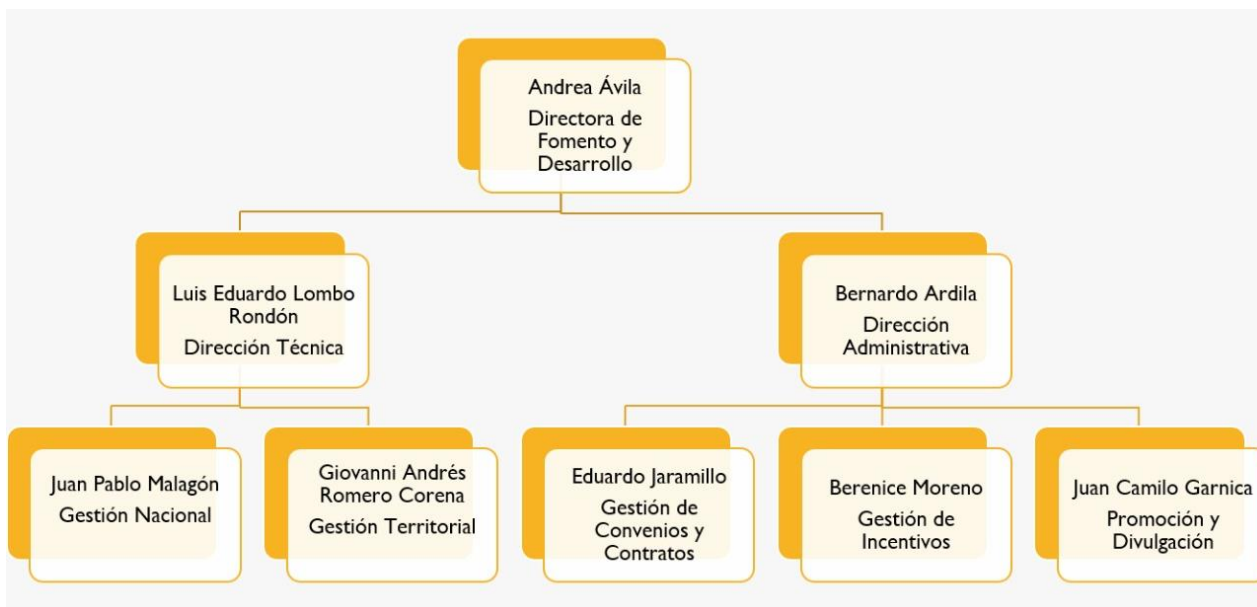 Andrea Ávila
Directora de
Fomento y
Desarrollo
Luis Eduardo Lombo
Rondón
Dirección Técnica
Bernardo Ardila
Dirección
Administrativa
Juan Pablo Malagón
Gestión Nacional
Giovanni Andrés
Romero Corena
Gestión Territorial
Eduardo Jaramillo
Gestión de
Convenios y
Contratos
Berenice Moreno
Gestión de
Incentivos
Juan Camilo Garnica
Promoción y
Divulgación